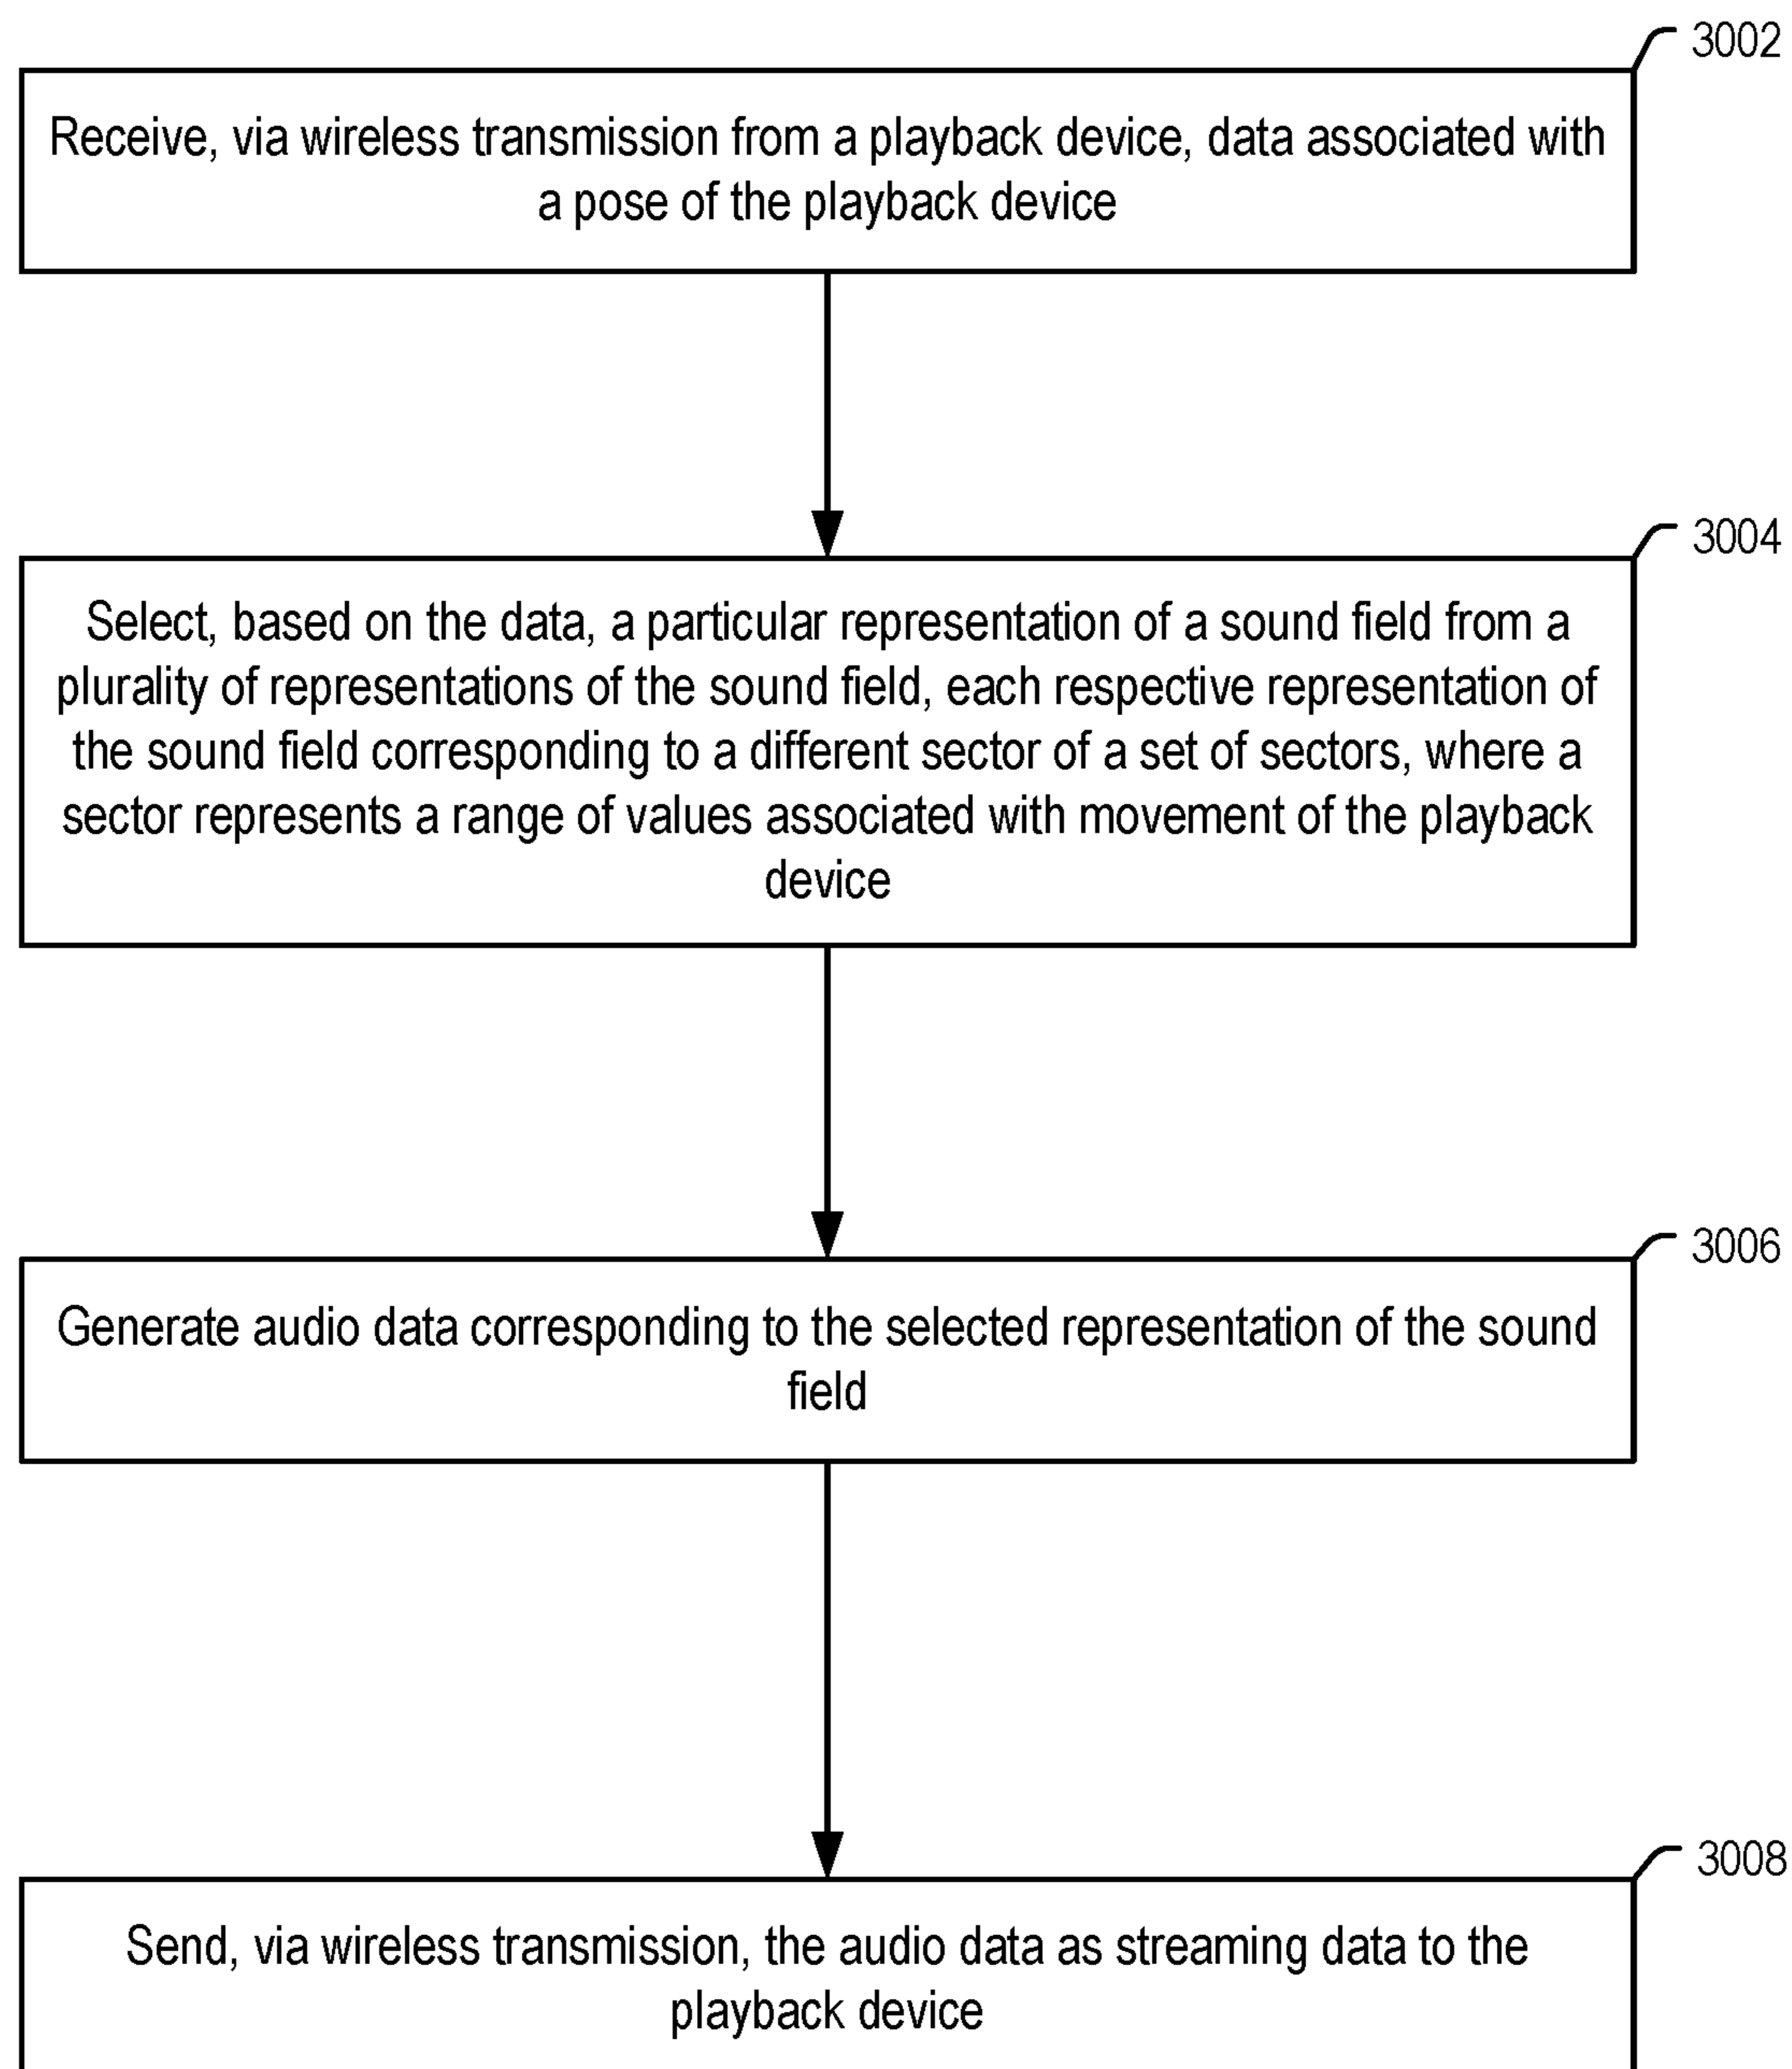 3002
Receive, via wireless transmission from a playback device, data associated with
a pose of the playback device
3004
Select, based on the data, a particular representation of a sound field from a
plurality of representations of the sound field, each respective representation of
the sound field corresponding to a different sector of a set of sectors, where a
sector represents a range of values associated with movement of the playback
device
3006
Generate audio data corresponding to the selected representation of the sound
field
3008
Send, via wireless transmission, the audio data as streaming data to the
playback device